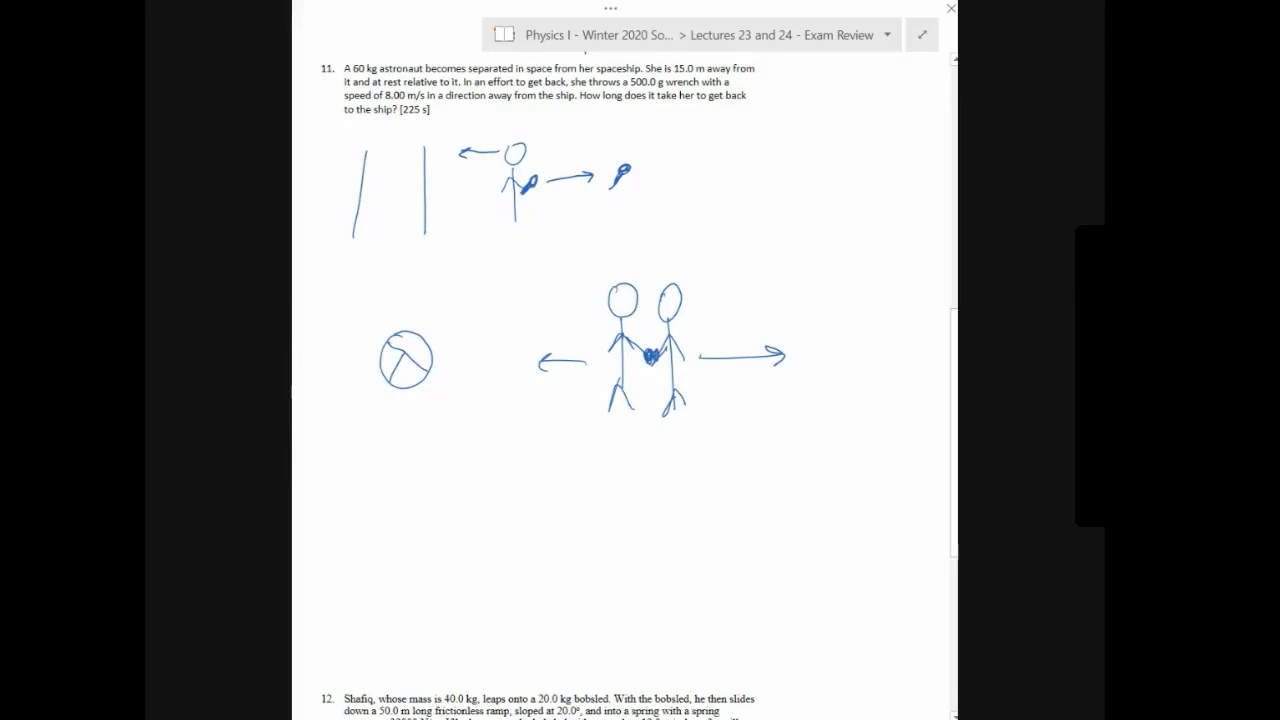 Physics I - Winter 2020 So... > Lectures 23 and 24 - Exam Review
11. A 60 kg astronaut becomes separated in space from her spaceship. She is 15.0 m away from
it and at rest relative to it. In an effort to get back, she throws a 500.0 g wrench with a
speed of 8.00 m/s in a direction away from the ship. How long does it take her to get back
to the ship? [225 s]
12. Shafiq, whose mass is 40.0 kg, leaps onto a 20.0 kg bobsled. With the bobsled, he then slides
down a 50.0 m long frictionless ramp, sloped at 20.0°, and into a spring with a spring